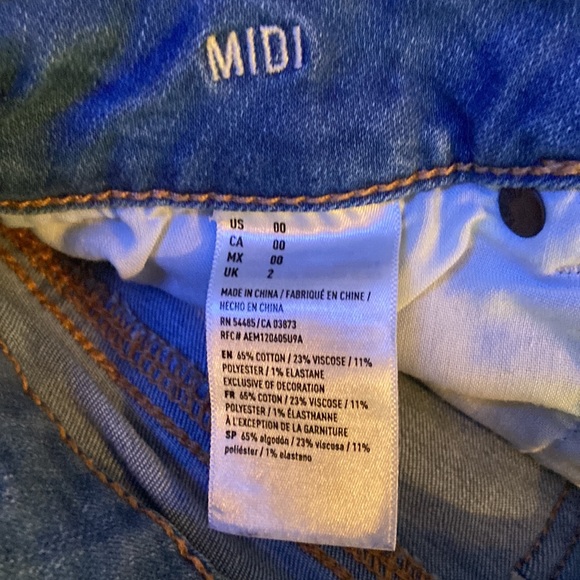 MIDI
US 00
CA 00
MX 00
UK 2
MADE IN CHINA / FABRIQUÉ EN CHINE /
HECHO EN CHINA
RN 54485/CA 03873
RFC# AEM120605U9A
EN 65% COTTON / 23% VISCOSE / 11%
POLYESTER / 1% ELASTANE
EXCLUSIVE OF DECORATION
FR 65% COTON / 23% VISCOSE / 11%
POLYESTER / 1% ÉLASTHANNE
À L'EXCEPTION DE LA GARNITURE
SP 65% algodón / 23% viscosa / 11%
poliéster / 1% elastano